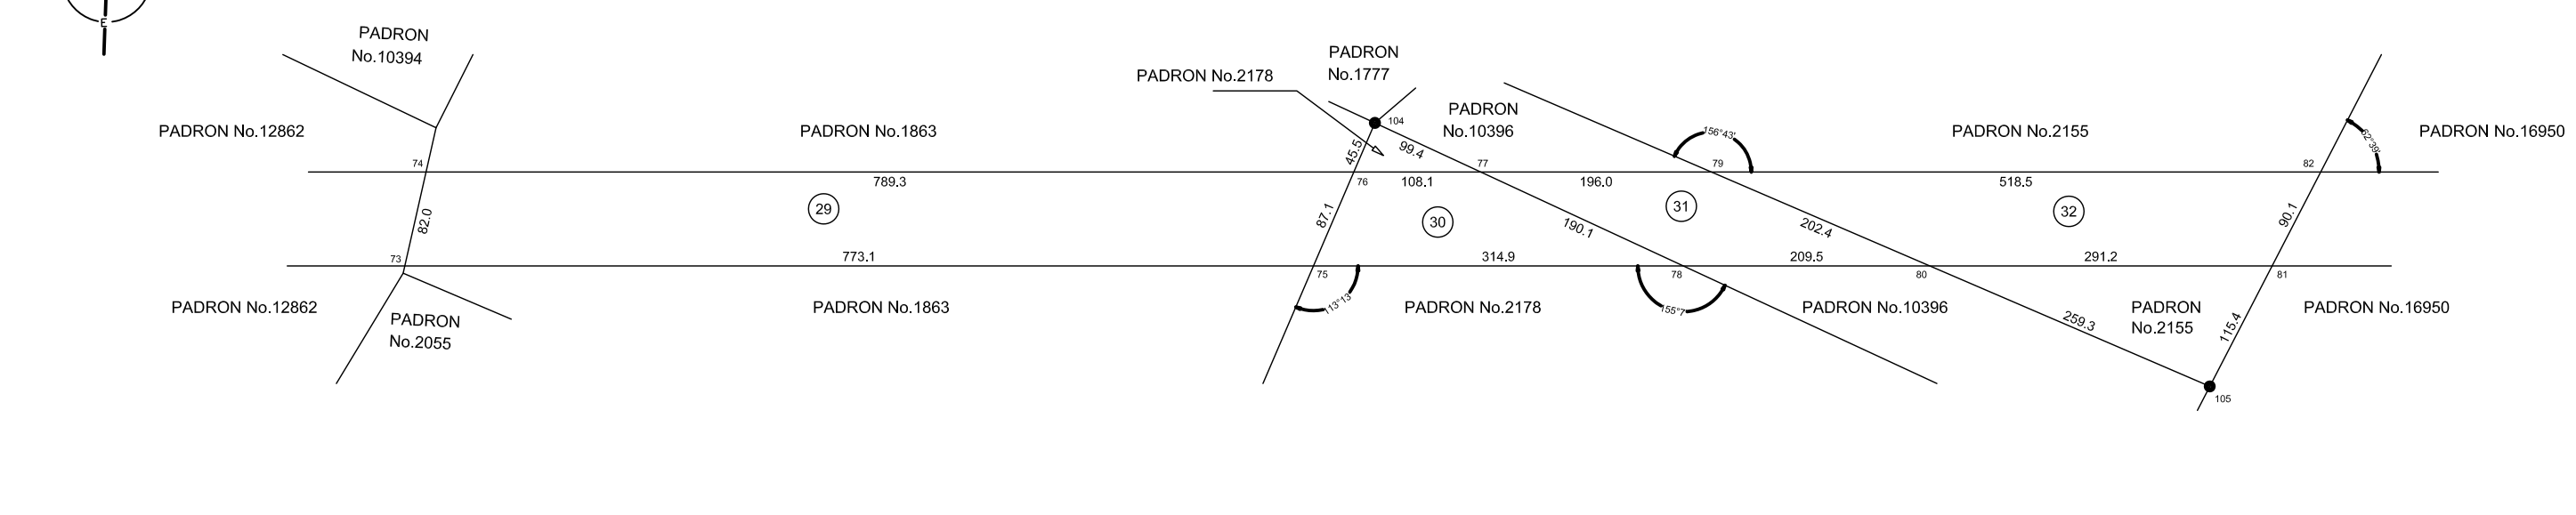 E
PADRON
No.10394
PADRON No.12862
PADRON No.1863
PADRON No.2178
PADRON
No.1777
PADRON
No.10396
PADRON No.2155
PADRON No.16950
104
45.5
99.4
156°43'
62°39'
74
76
77
79
82
789.3
108.1
196.0
518.5
82.0
29
87.1
30
190.1
31
202.4
32
90.1
73
773.1
75
314.9
78
209.5
80
291.2
81
113°13'
155°7'
PADRON No.12862
PADRON
No.2055
PADRON No.1863
PADRON No.2178
PADRON No.10396
259.3
PADRON
No.2155
115.4
PADRON No.16950
105